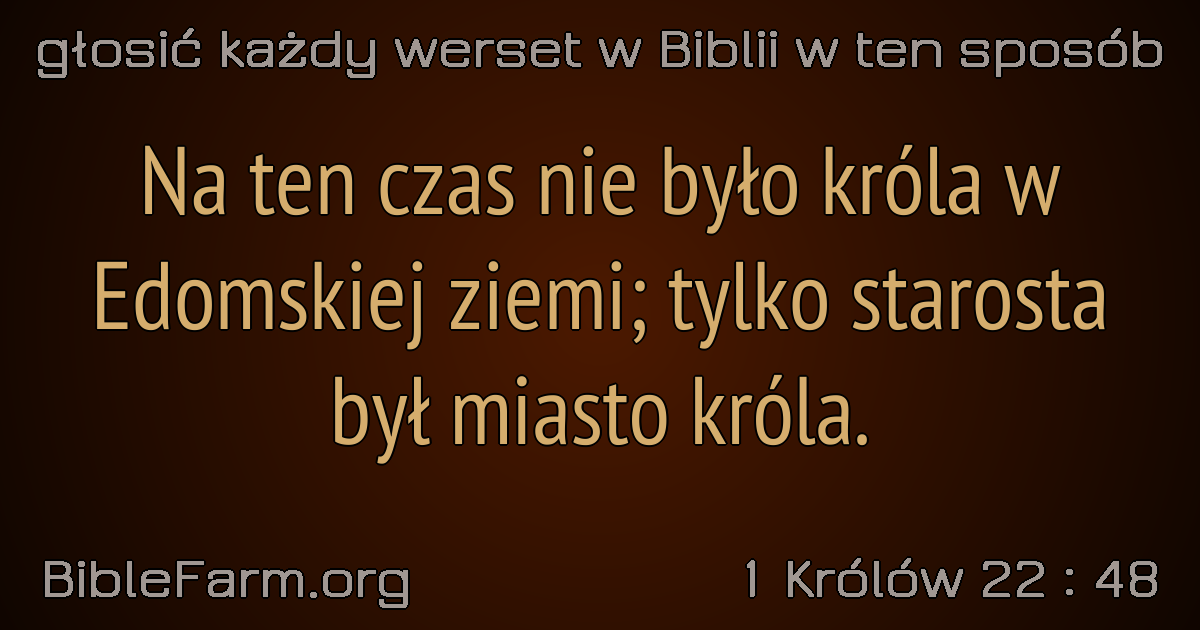 głosić każdy werset w Biblii w ten sposób
Na ten czas nie było króla w
Edomskiej ziemi; tylko starosta
był miasto króla.
BibleFarm.org
1 Królów 22 : 48